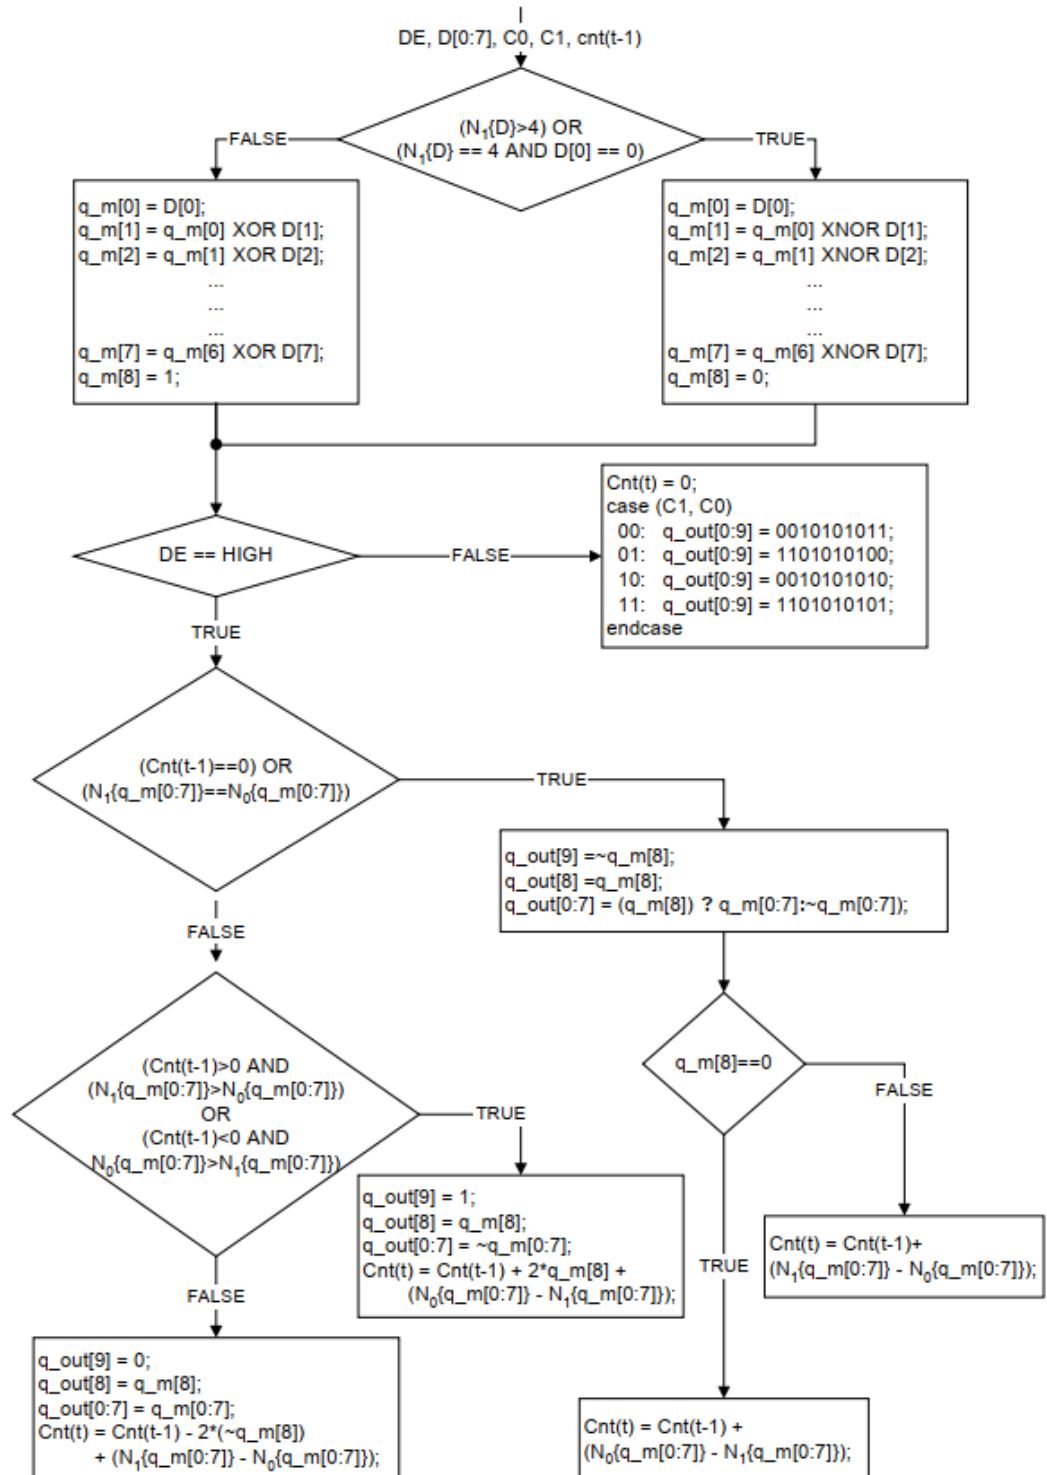 DE, D[0:7], C0, C1, cnt(t-1)
(N₁{D}>4) OR
(N₁{D} == 4 AND D[0] == 0)
FALSE
TRUE
q_m[0] = D[0];
q_m[1] = q_m[0] XOR D[1];
q_m[2] = q_m[1] XOR D[2];
...
...
...
q_m[7] = q_m[6] XOR D[7];
q_m[8] = 1;
q_m[0] = D[0];
q_m[1] = q_m[0] XNOR D[1];
q_m[2] = q_m[1] XNOR D[2];
...
...
...
q_m[7] = q_m[6] XNOR D[7];
q_m[8] = 0;
DE == HIGH
FALSE
Cnt(t) = 0;
case (C1, C0)
00: q_out[0:9] = 0010101011;
01: q_out[0:9] = 1101010100;
10: q_out[0:9] = 0010101010;
11: q_out[0:9] = 1101010101;
endcase
TRUE
(Cnt(t-1)==0) OR
(N₁{q_m[0:7]}==N₀{q_m[0:7]})
TRUE
q_out[9] =~q_m[8];
q_out[8] =q_m[8];
q_out[0:7] = (q_m[8]) ? q_m[0:7]:~q_m[0:7]);
FALSE
(Cnt(t-1)>0 AND
(N₁{q_m[0:7]}>N₀{q_m[0:7]})
OR
(Cnt(t-1)<0 AND
N₀{q_m[0:7]}>N₁{q_m[0:7]})
TRUE
q_m[8]==0
FALSE
q_out[9] = 1;
q_out[8] = q_m[8];
q_out[0:7] = ~q_m[0:7];
Cnt(t) = Cnt(t-1) + 2*q_m[8] +
(N₀{q_m[0:7]} - N₁{q_m[0:7]});
TRUE
Cnt(t) = Cnt(t-1)+
(N₁{q_m[0:7]} - N₀{q_m[0:7]});
FALSE
q_out[9] = 0;
q_out[8] = q_m[8];
q_out[0:7] = q_m[0:7];
Cnt(t) = Cnt(t-1) - 2*(~q_m[8])
+ (N₁{q_m[0:7]} - N₀{q_m[0:7]});
Cnt(t) = Cnt(t-1) +
(N₀{q_m[0:7]} - N₁{q_m[0:7]});